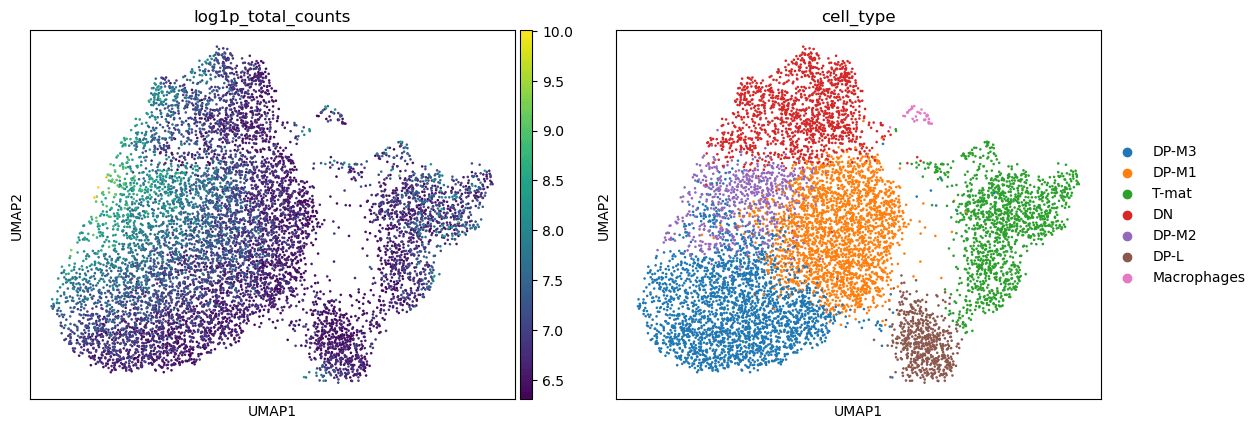 log1p_total_counts
10.0
9.5
9.0
8.5
8.0
7.5
7.0
6.5
UMAP2
UMAP1
cell_type
UMAP2
UMAP1
DP-M3
DP-M1
T-mat
DN
DP-M2
DP-L
Macrophages